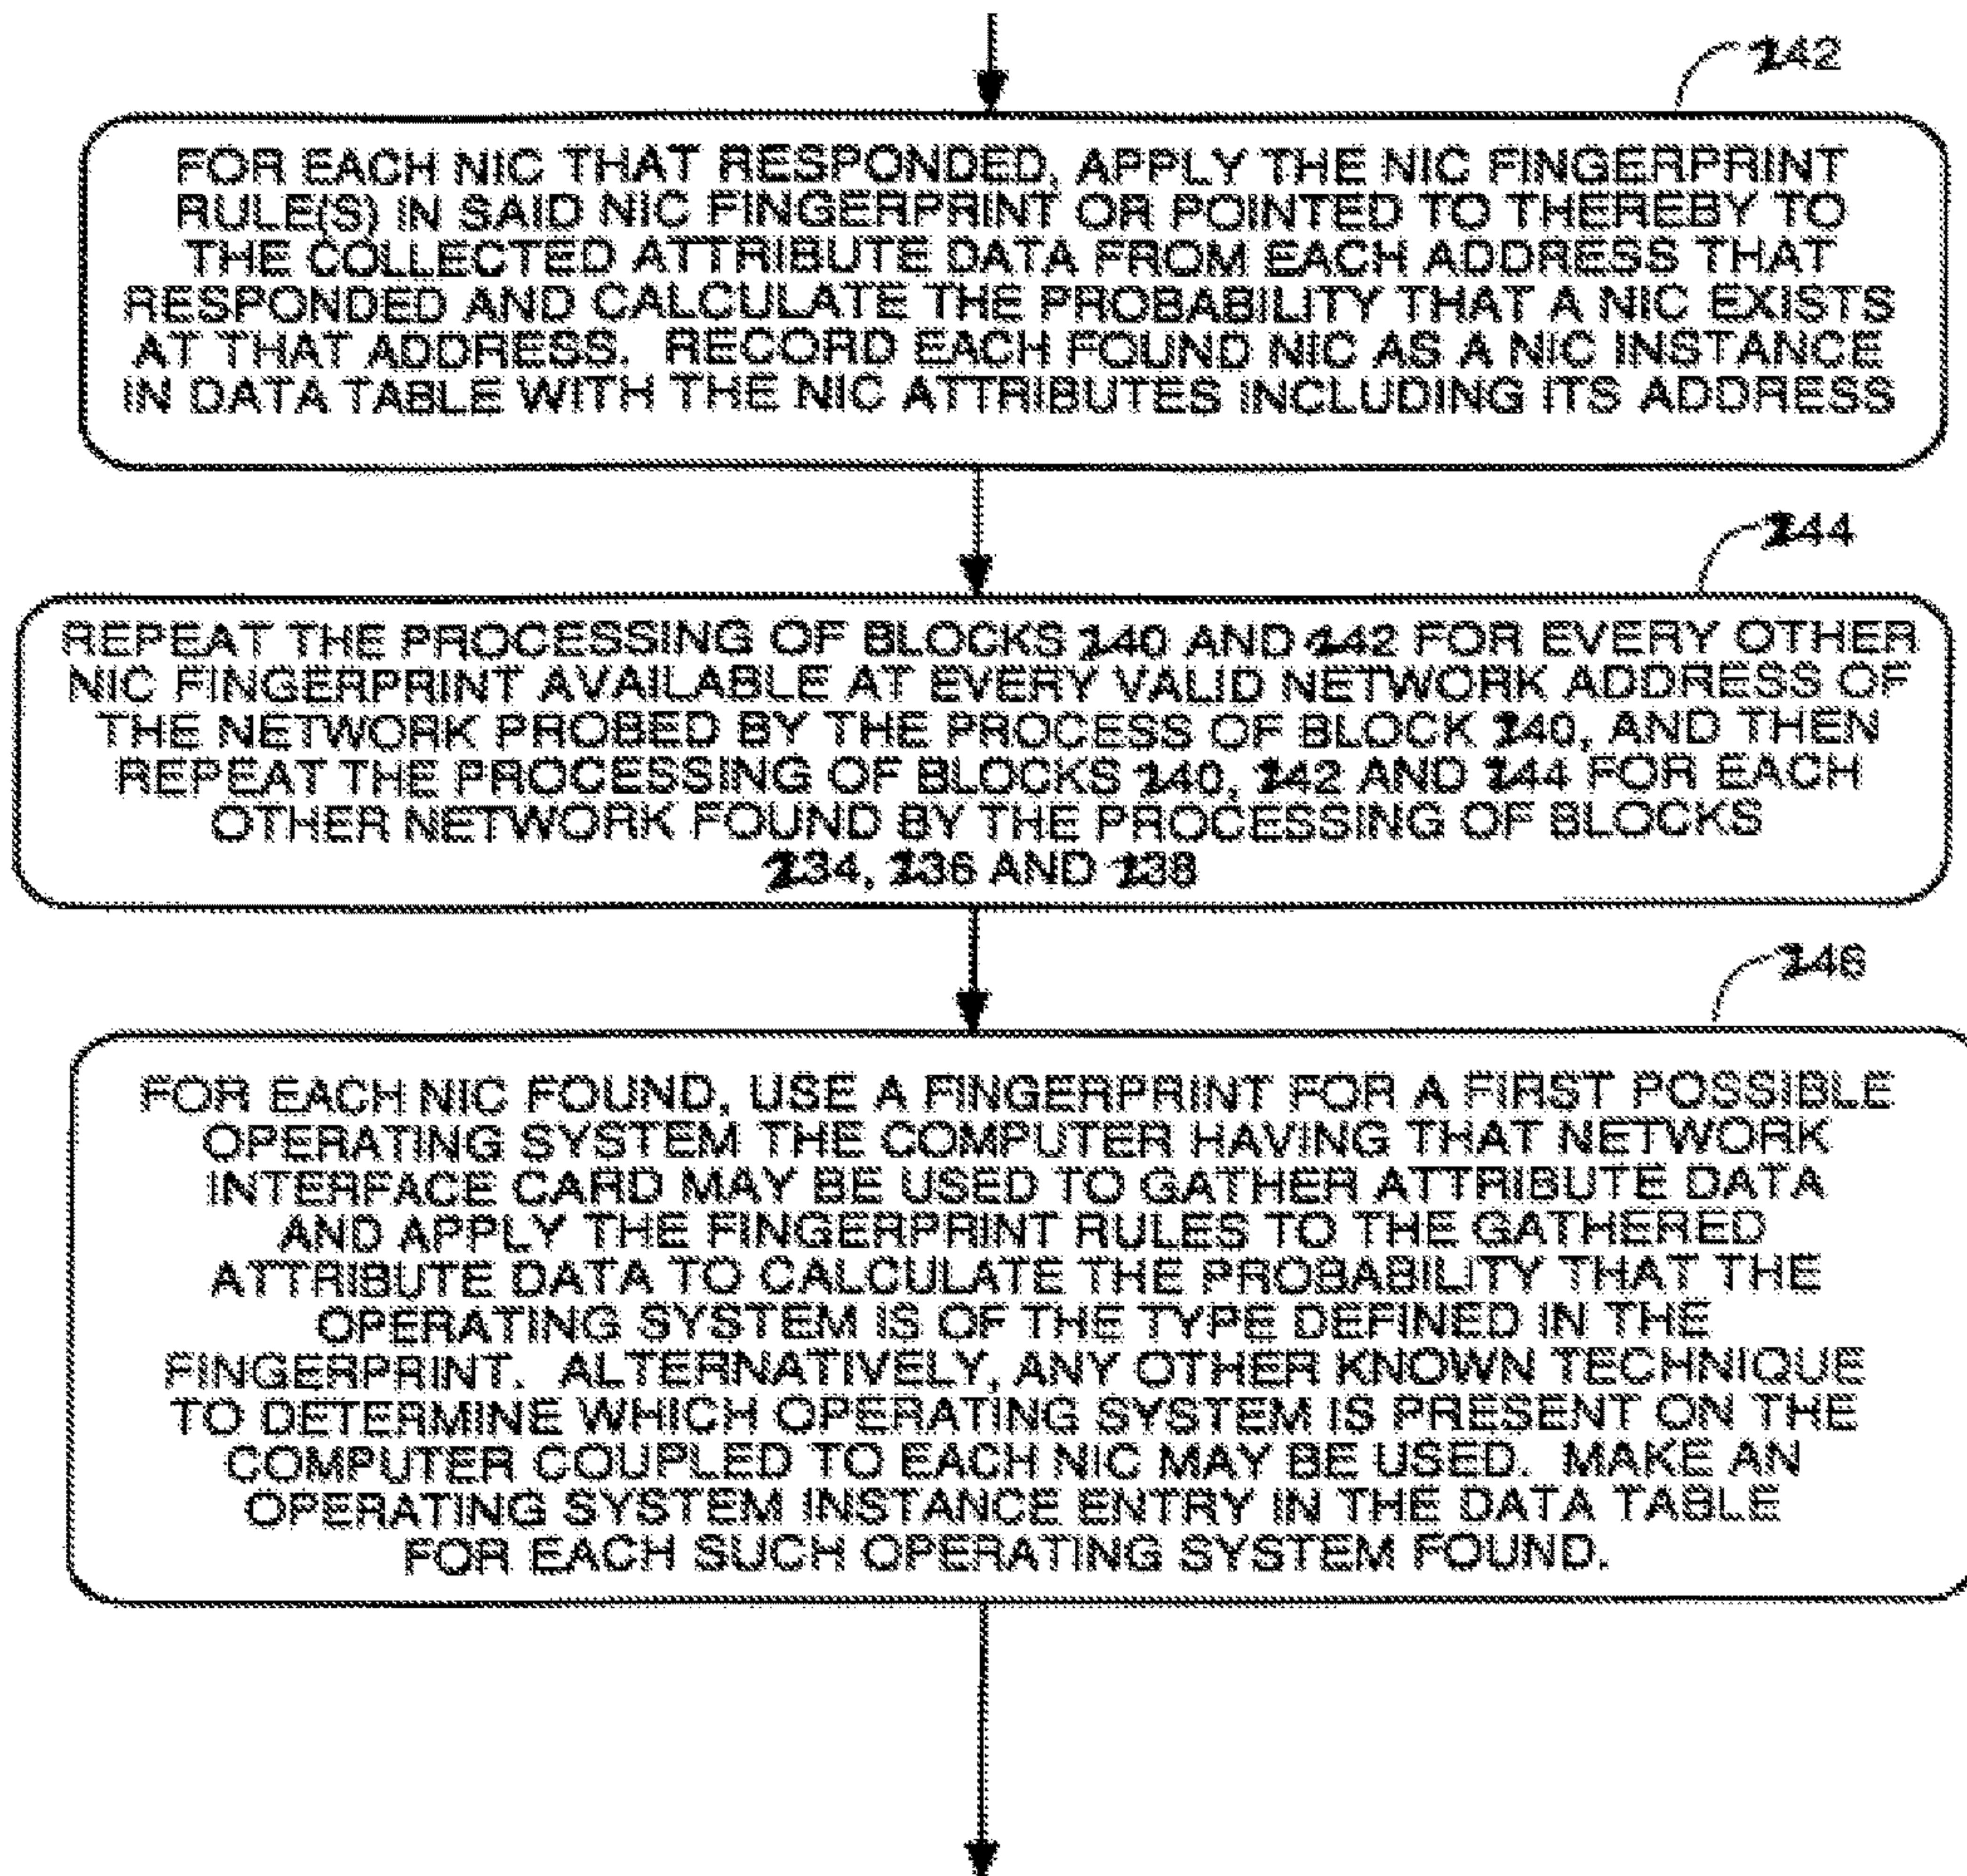 242
FOR EACH NIC THAT RESPONDED, APPLY THE NIC FINGERPRINT
RULE(S) IN SAID NIC FINGERPRINT OR POINTED TO THEREBY TO
THE COLLECTED ATTRIBUTE DATA FROM EACH ADDRESS THAT
RESPONDED AND CALCULATE THE PROBABILITY THAT A NIC EXISTS
AT THAT ADDRESS. RECORD EACH FOUND NIC AS A NIC INSTANCE
IN DATA TABLE WITH THE NIC ATTRIBUTES INCLUDING ITS ADDRESS
244
REPEAT THE PROCESSING OF BLOCKS 240 AND 242 FOR EVERY OTHER
NIC FINGERPRINT AVAILABLE AT EVERY VALID NETWORK ADDRESS OF
THE NETWORK PROBED BY THE PROCESS OF BLOCK 240, AND THEN
REPEAT THE PROCESSING OF BLOCKS 240, 242 AND 244 FOR EACH
OTHER NETWORK FOUND BY THE PROCESSING OF BLOCKS
234, 236 AND 238
246
FOR EACH NIC FOUND, USE A FINGERPRINT FOR A FIRST POSSIBLE
OPERATING SYSTEM THE COMPUTER HAVING THAT NETWORK
INTERFACE CARD MAY BE USED TO GATHER ATTRIBUTE DATA
AND APPLY THE FINGERPRINT RULES TO THE GATHERED
ATTRIBUTE DATA TO CALCULATE THE PROBABILITY THAT THE
OPERATING SYSTEM IS OF THE TYPE DEFINED IN THE
FINGERPRINT. ALTERNATIVELY, ANY OTHER KNOWN TECHNIQUE
TO DETERMINE WHICH OPERATING SYSTEM IS PRESENT ON THE
COMPUTER COUPLED TO EACH NIC MAY BE USED. MAKE AN
OPERATING SYSTEM INSTANCE ENTRY IN THE DATA TABLE
FOR EACH SUCH OPERATING SYSTEM FOUND.